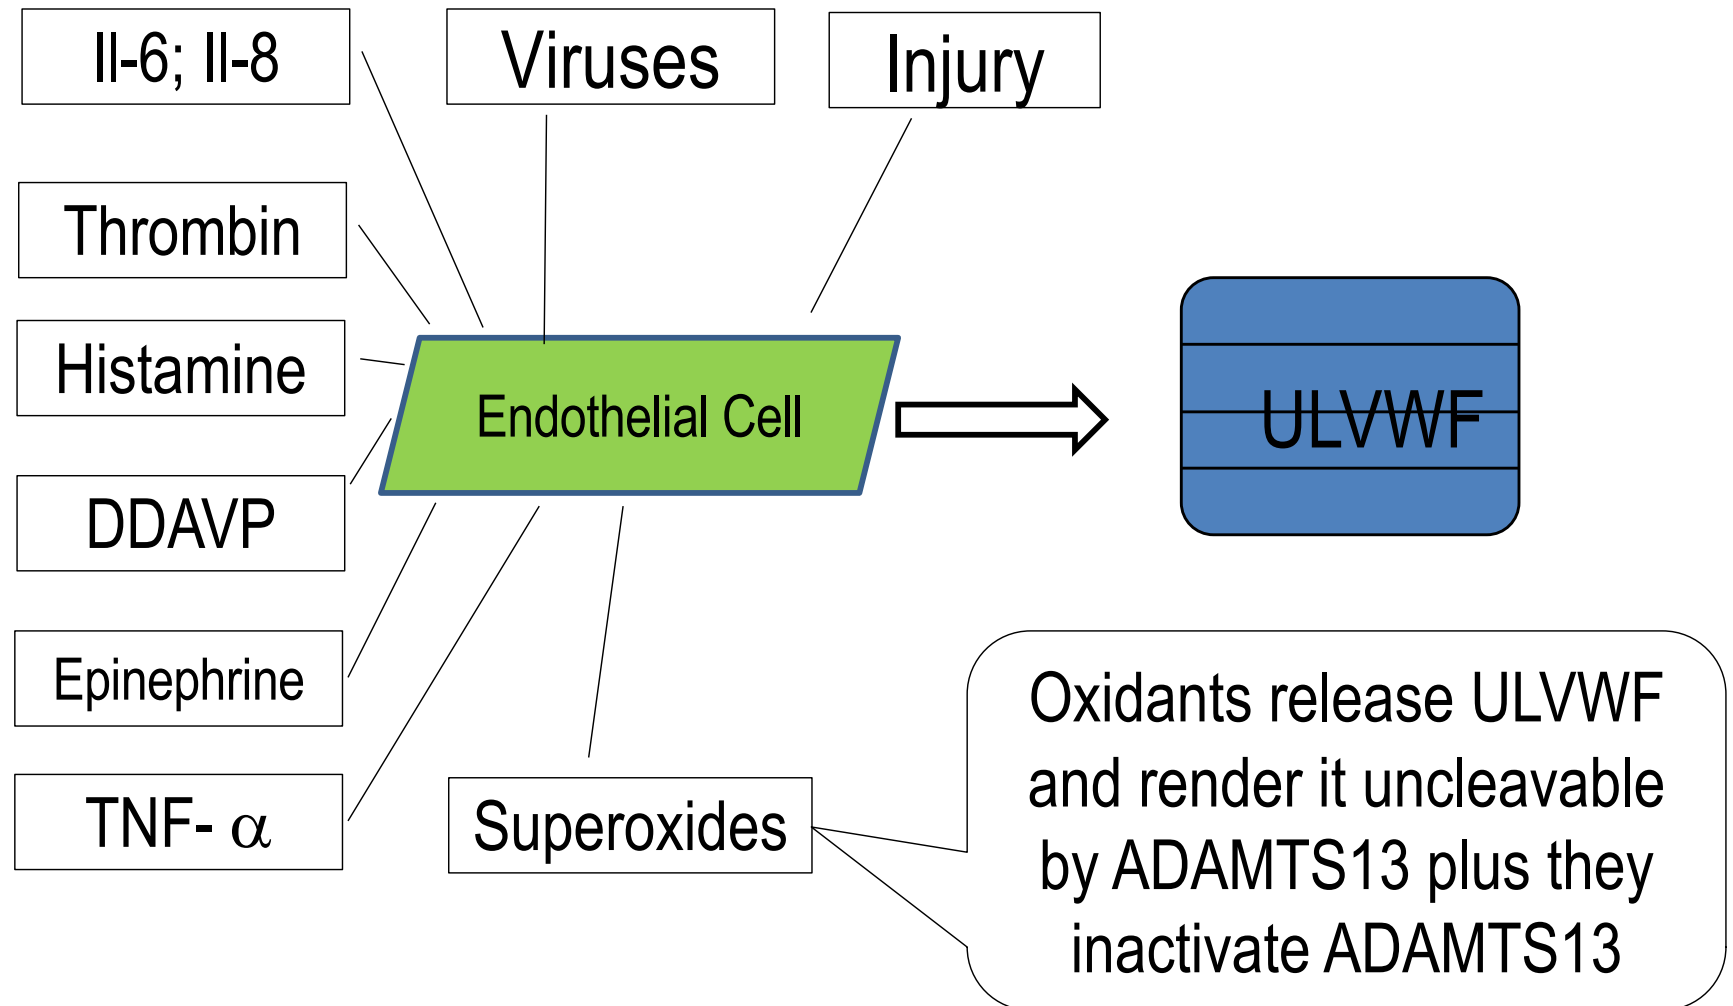 Il-6; Il-8
Viruses
Injury
Thrombin
Histamine
Endothelial Cell
ULVWF
DDAVP
Epinephrine
TNF- α
Superoxides
Oxidants release ULVWF
and render it uncleavable
by ADAMTS13 plus they
inactivate ADAMTS13